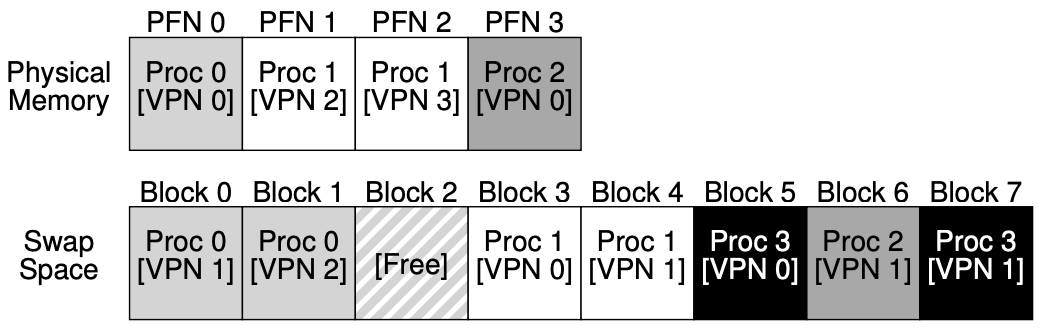 PFN 0 PFN 1 PFN 2 PFN 3
Physical Memory
Proc 0 [VPN 0]
Proc 1 [VPN 2]
Proc 1 [VPN 3]
Proc 2 [VPN 0]
Block 0 Block 1 Block 2 Block 3 Block 4 Block 5 Block 6 Block 7
Swap Space
Proc 0 [VPN 1]
Proc 0 [VPN 2]
[Free]
Proc 1 [VPN 0]
Proc 1 [VPN 1]
Proc 3 [VPN 0]
Proc 2 [VPN 1]
Proc 3 [VPN 1]